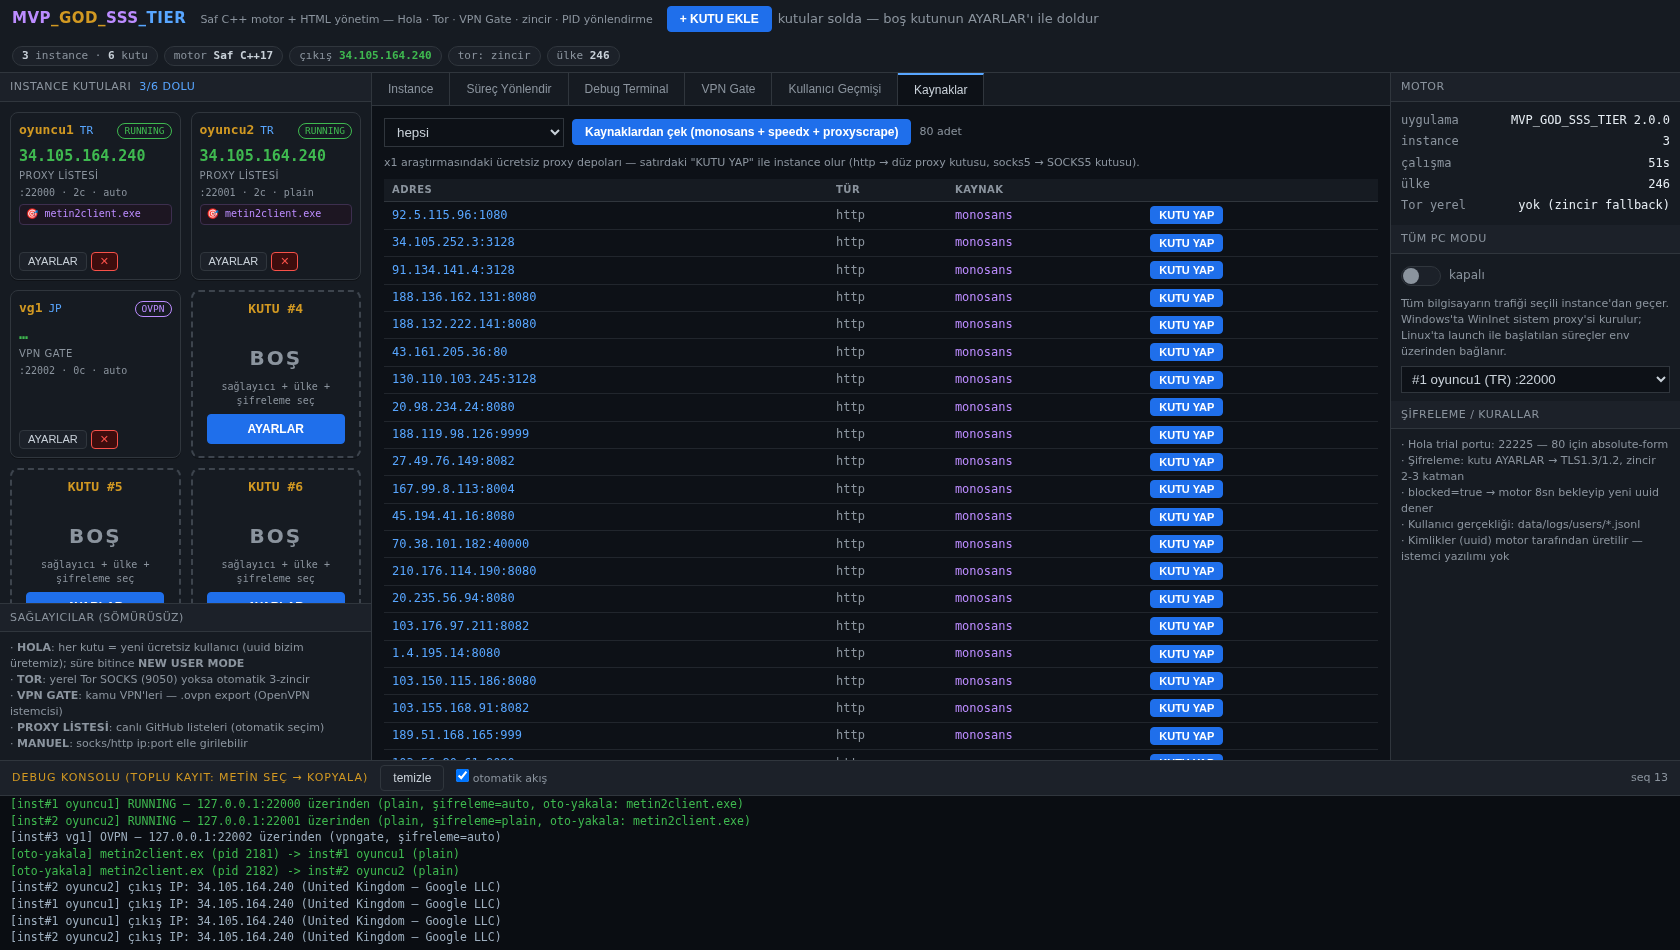 MVP_GOD_SSS_TIER Saf C++ motor + HTML yönetim — Hola · Tor · VPN Gate · zincir · PID yönlendirme + KUTU EKLE kutular solda — boş kutunun AYARLAR'ı ile doldur
3 instance · 6 kutu motor Saf C++17 çıkış 34.105.164.240 tor: zincir ülke 246
INSTANCE KUTULARI 3/6 DOLU
oyuncu1 TR RUNNING
34.105.164.240
PROXY LİSTESİ
:22000 · 2c · auto
🎯 metin2client.exe
AYARLAR ✕
oyuncu2 TR RUNNING
34.105.164.240
PROXY LİSTESİ
:22001 · 2c · plain
🎯 metin2client.exe
AYARLAR ✕
vg1 JP OVPN
…
VPN GATE
:22002 · 0c · auto
AYARLAR ✕
KUTU #4
BOŞ
sağlayıcı + ülke +
şifreleme seç
AYARLAR
KUTU #5
BOŞ
sağlayıcı + ülke +
şifreleme seç
KUTU #6
BOŞ
sağlayıcı + ülke +
şifreleme seç
SAĞLAYICILAR (SÖMÜRÜSÜZ)
· HOLA: her kutu = yeni ücretsiz kullanıcı (uuid bizim
üretemiz); süre bitince NEW USER MODE
· TOR: yerel Tor SOCKS (9050) yoksa otomatik 3-zincir
· VPN GATE: kamu VPN'leri — .ovpn export (OpenVPN
istemcisi)
· PROXY LİSTESİ: canlı GitHub listeleri (otomatik seçim)
· MANUEL: socks/http ip:port elle girilebilir
Instance Süreç Yönlendir Debug Terminal VPN Gate Kullanıcı Geçmişi Kaynaklar
hepsi Kaynaklardan çek (monosans + speedx + proxyscrape) 80 adet
x1 araştırmasındaki ücretsiz proxy depoları — satırdaki "KUTU YAP" ile instance olur (http → düz proxy kutusu, socks5 → SOCKS5 kutusu).
ADRES TÜR KAYNAK
92.5.115.96:1080 http monosans KUTU YAP
34.105.252.3:3128 http monosans KUTU YAP
91.134.141.4:3128 http monosans KUTU YAP
188.136.162.131:8080 http monosans KUTU YAP
188.132.222.141:8080 http monosans KUTU YAP
43.161.205.36:80 http monosans KUTU YAP
130.110.103.245:3128 http monosans KUTU YAP
20.98.234.24:8080 http monosans KUTU YAP
188.119.98.126:9999 http monosans KUTU YAP
27.49.76.149:8082 http monosans KUTU YAP
167.99.8.113:8004 http monosans KUTU YAP
45.194.41.16:8080 http monosans KUTU YAP
70.38.101.182:40000 http monosans KUTU YAP
210.176.114.190:8080 http monosans KUTU YAP
20.235.56.94:8080 http monosans KUTU YAP
103.176.97.211:8082 http monosans KUTU YAP
1.4.195.14:8080 http monosans KUTU YAP
103.150.115.186:8080 http monosans KUTU YAP
103.155.168.91:8082 http monosans KUTU YAP
189.51.168.165:999 http monosans KUTU YAP
MOTOR
uygulama MVP_GOD_SSS_TIER 2.0.0
instance 3
çalışma 51s
ülke 246
Tor yerel yok (zincir fallback)
TÜM PC MODU
kapalı
Tüm bilgisayarın trafiği seçili instance'dan geçer.
Windows'ta WinInet sistem proxy'si kurulur;
Linux'ta launch ile başlatılan süreçler env
üzerinden bağlanır.
#1 oyuncu1 (TR) :22000
ŞİFRELEME / KURALLAR
· Hola trial portu: 22225 — 80 için absolute-form
· Şifreleme: kutu AYARLAR → TLS1.3/1.2, zincir
2-3 katman
· blocked=true → motor 8sn bekleyip yeni uuid
dener
· Kullanıcı gerçekliği: data/logs/users/*.jsonl
· Kimlikler (uuid) motor tarafından üretilir —
istemci yazılımı yok
DEBUG KONSOLU (TOPLU KAYIT: METİN SEÇ → KOPYALA) temizle otomatik akış seq 13
[inst#1 oyuncu1] RUNNING — 127.0.0.1:22000 üzerinden (plain, şifreleme=auto, oto-yakala: metin2client.exe)
[inst#2 oyuncu2] RUNNING — 127.0.0.1:22001 üzerinden (plain, şifreleme=plain, oto-yakala: metin2client.exe)
[inst#3 vg1] OVPN — 127.0.0.1:22002 üzerinden (vpngate, şifreleme=auto)
[oto-yakala] metin2client.ex (pid 2181) -> inst#1 oyuncu1 (plain)
[oto-yakala] metin2client.ex (pid 2182) -> inst#2 oyuncu2 (plain)
[inst#2 oyuncu2] çıkış IP: 34.105.164.240 (United Kingdom — Google LLC)
[inst#1 oyuncu1] çıkış IP: 34.105.164.240 (United Kingdom — Google LLC)
[inst#1 oyuncu1] çıkış IP: 34.105.164.240 (United Kingdom — Google LLC)
[inst#2 oyuncu2] çıkış IP: 34.105.164.240 (United Kingdom — Google LLC)